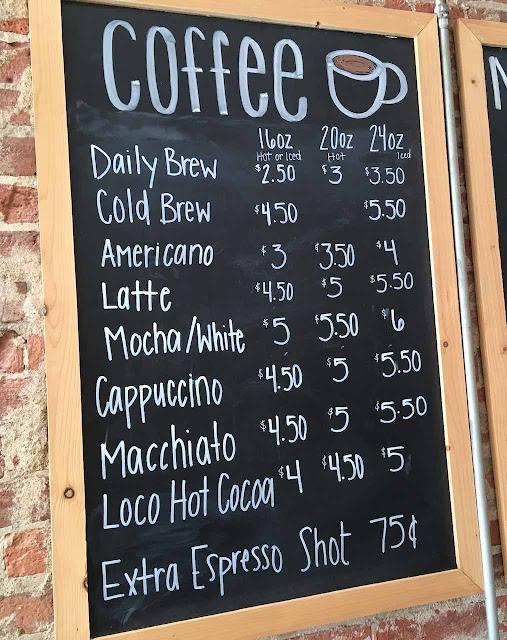 Coffee
16oz 20oz 24oz
Hot or Iced Hot Iced
Daily Brew $2.50 $3 $3.50
Cold Brew $4.50 $5.50
Americano $3 $3.50 $4
Latte $4.50 $5 $5.50
Mocha/White $5 $5.50 $6
Cappuccino $4.50 $5 $5.50
Macchiato $4.50 $5 $5.50
Loco Hot Cocoa $4 $4.50 $5
Extra Espresso Shot 75¢